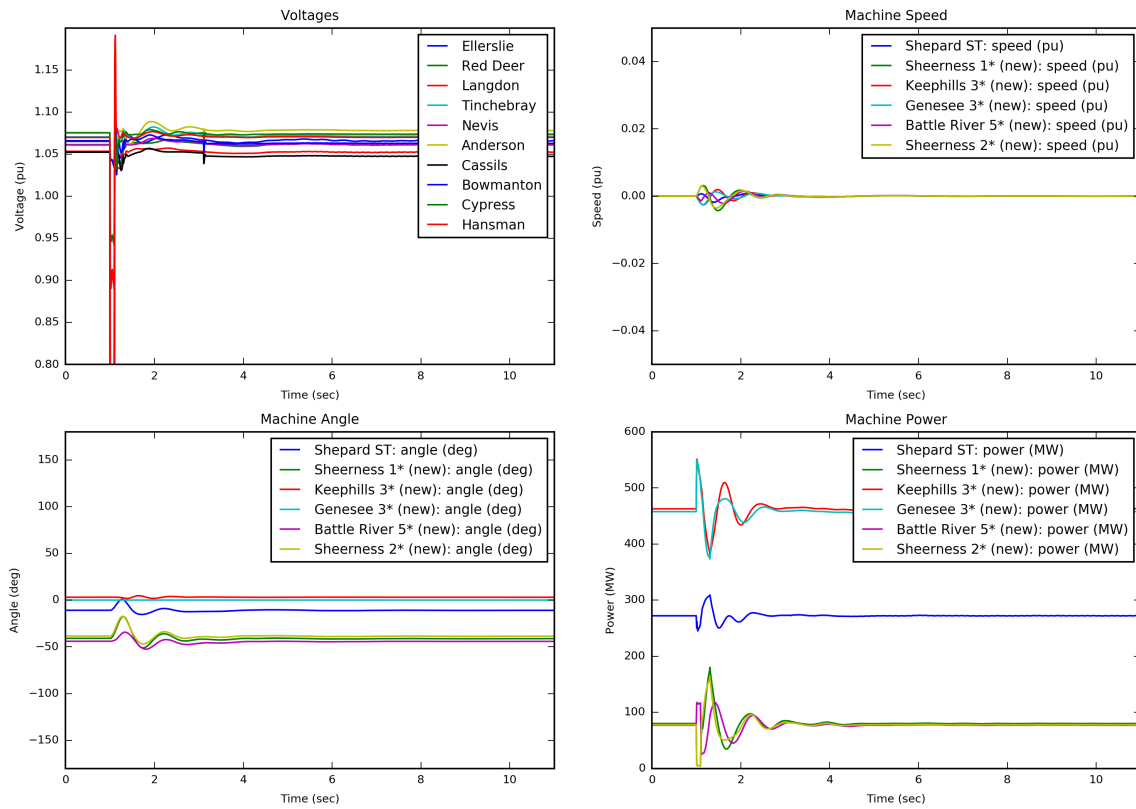 Voltages
1.15
1.10
1.05
1.00
0.95
0.90
0.85
0.80
Voltage (pu)
0
2
4
6
8
10
Time (sec)
Ellerslie
Red Deer
Langdon
Tinchebray
Nevis
Anderson
Cassils
Bowmanton
Cypress
Hansman
Machine Speed
0.04
0.02
0.00
−0.02
−0.04
Speed (pu)
0
2
4
6
8
10
Time (sec)
Shepard ST: speed (pu)
Sheerness 1* (new): speed (pu)
Keephills 3* (new): speed (pu)
Genesee 3* (new): speed (pu)
Battle River 5* (new): speed (pu)
Sheerness 2* (new): speed (pu)
Machine Angle
150
100
50
0
−50
−100
−150
Angle (deg)
0
2
4
6
8
10
Time (sec)
Shepard ST: angle (deg)
Sheerness 1* (new): angle (deg)
Keephills 3* (new): angle (deg)
Genesee 3* (new): angle (deg)
Battle River 5* (new): angle (deg)
Sheerness 2* (new): angle (deg)
Machine Power
600
500
400
300
200
100
0
Power (MW)
0
2
4
6
8
10
Time (sec)
Shepard ST: power (MW)
Sheerness 1* (new): power (MW)
Keephills 3* (new): power (MW)
Genesee 3* (new): power (MW)
Battle River 5* (new): power (MW)
Sheerness 2* (new): power (MW)